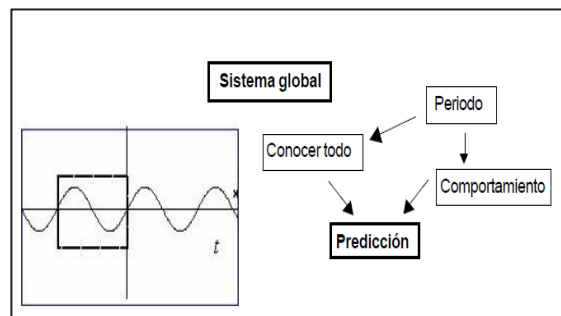 Sistema global
Periodo
Conocer todo
Comportamiento
Predicción
x
t